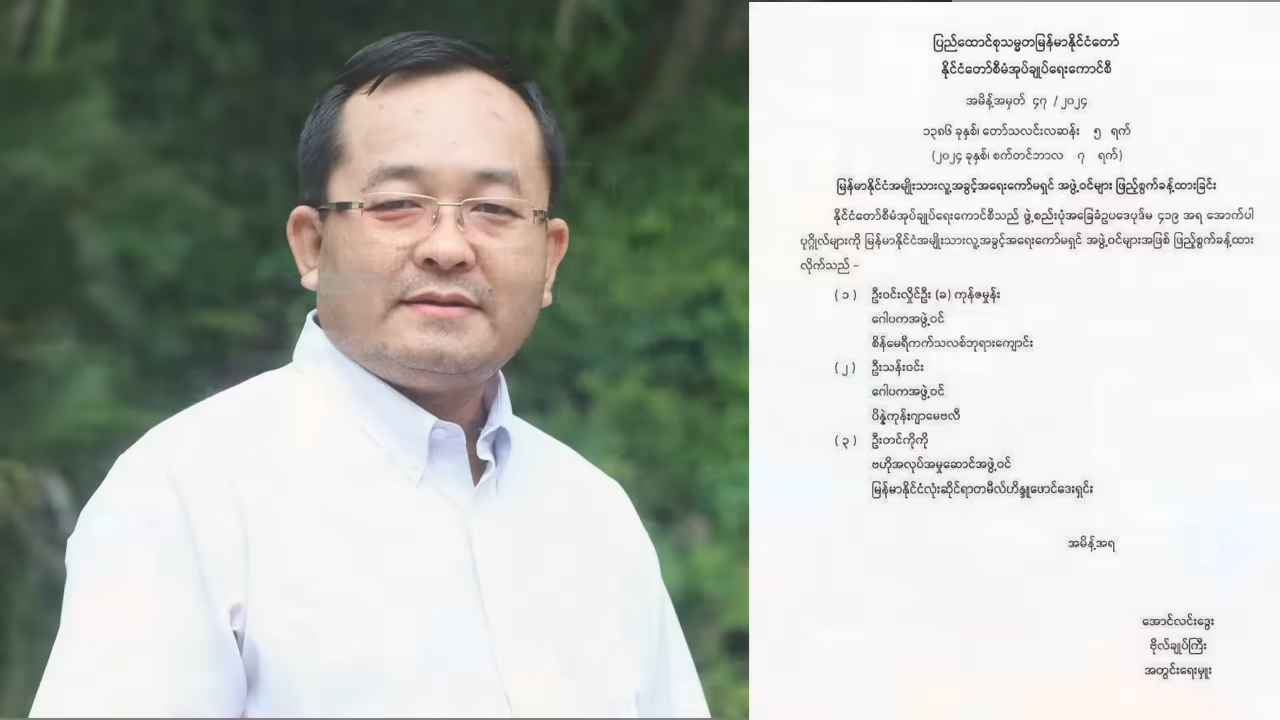 ပြည်ထောင်စုသမ္မတမြန်မာနိုင်ငံတော်
နိုင်ငံတော်စီမံအုပ်ချုပ်ရေးကောင်စီ
အမိန့်အမှတ် ၄၇ / ၂၀၂၄
၁၃၈၆ ခုနှစ်၊ တော်သလင်းလဆန်း ၅ ရက်
(၂၀၂၄ ခုနှစ်၊ စက်တင်ဘာလ ၇ ရက်)
မြန်မာနိုင်ငံအမျိုးသားလူ့အခွင့်အရေးကော်မရှင် အဖွဲ့ဝင်များ ဖြည့်စွက်ခန့်ထားခြင်း
နိုင်ငံတော်စီမံအုပ်ချုပ်ရေးကောင်စီသည် ဖွဲ့စည်းပုံအခြေခံဥပဒေပုဒ်မ ၄၁၉ အရ အောက်ပါ
ပုဂ္ဂိုလ်များကို မြန်မာနိုင်ငံအမျိုးသားလူ့အခွင့်အရေးကော်မရှင် အဖွဲ့ဝင်များအဖြစ် ဖြည့်စွက်ခန့်ထား
လိုက်သည် –
( ၁ ) ဦးဝင်းလှိုင်ဦး (ခ) ကုန်ဇမှုန်း
ဂေါပကအဖွဲ့ဝင်
စိန်မေရီကက်သလစ်ဘုရားကျောင်း
( ၂ ) ဦးသန်းဝင်း
ဂေါပကအဖွဲ့ဝင်
ပိန္နဲကုန်းဂျာမေဗလီ
( ၃ ) ဦးတင်ကိုကို
ဗဟိုအလုပ်အမှုဆောင်အဖွဲ့ဝင်
မြန်မာနိုင်ငံလုံးဆိုင်ရာတမီလ်ဟိန္ဒူဖောင်ဒေးရှင်း
အမိန့်အရ
အောင်လင်းဒွေး
ဗိုလ်ချုပ်ကြီး
အတွင်းရေးမှူး